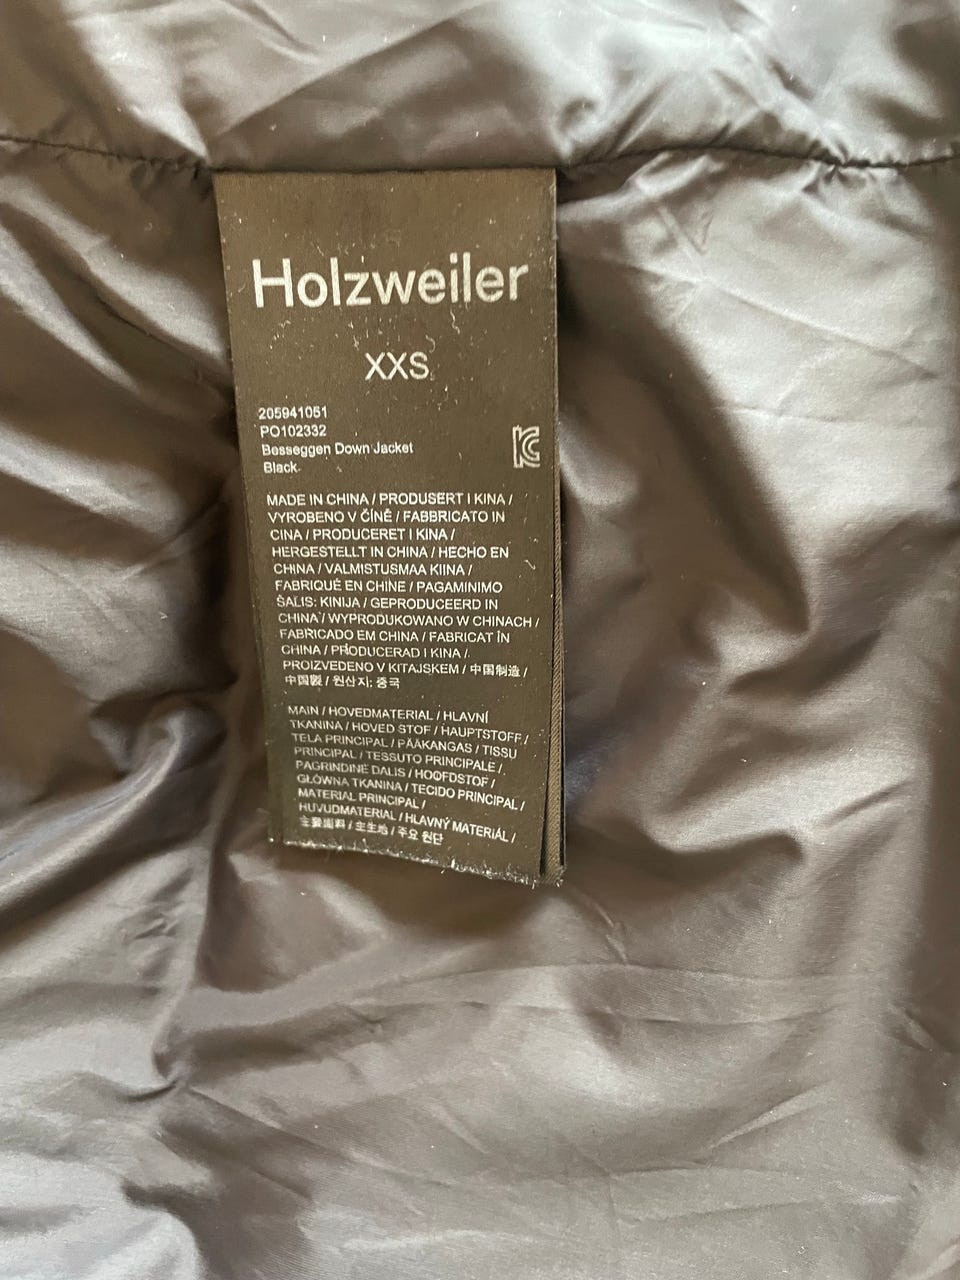 Holzweiler
XXS
205941051
PO102332
Besseggen Down Jacket
Black
MADE IN CHINA / PRODUSERT I KINA /
VYROBENO V ČÍNĚ / FABBRICATO IN
CINA / PRODUCERET I KINA /
HERGESTELLT IN CHINA / HECHO EN
CHINA / VALMISTUSMAA KIINA /
FABRIQUÉ EN CHINE / PAGAMINIMO
ŠALIS: KINIJA / GEPRODUCEERD IN
CHINA / WYPRODUKOWANO W CHINACH /
FABRICADO EM CHINA / FABRICAT ÎN
CHINA / PRODUCERAD I KINA /
PROIZVEDENO V KITAJSKEM / 中国制造 /
中国製 / 원산지: 중국
MAIN / HOVEDMATERIAL / HLAVNÍ
TKANINA / HOVED STOF / HAUPTSTOFF /
TELA PRINCIPAL / PÄÄKANGAS / TISSU
PRINCIPAL / TESSUTO PRINCIPALE /
PAGRINDINĖ DALIS / HOOFDSTOF /
GŁÓWNA TKANINA / TECIDO PRINCIPAL /
MATERIAL PRINCIPAL /
HUVUDMATERIAL / HLAVNÝ MATERIÁL /
主要面料 / 主生地 / 주요 원단